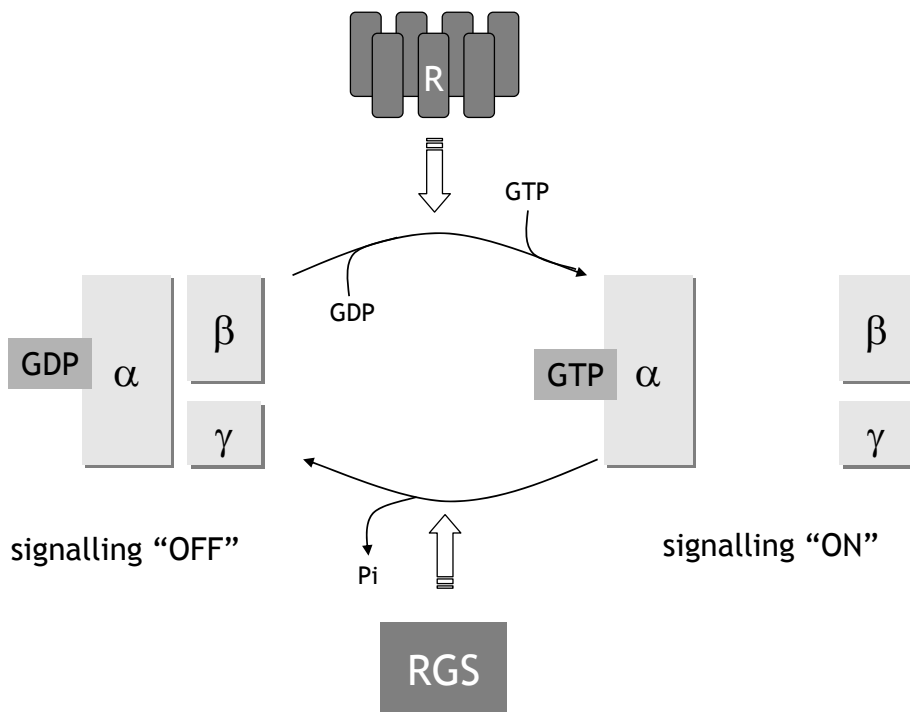 R
GTP
GDP
GDP
α
β
γ
GTP
α
β
γ
signalling “OFF”
signalling “ON”
Pi
RGS